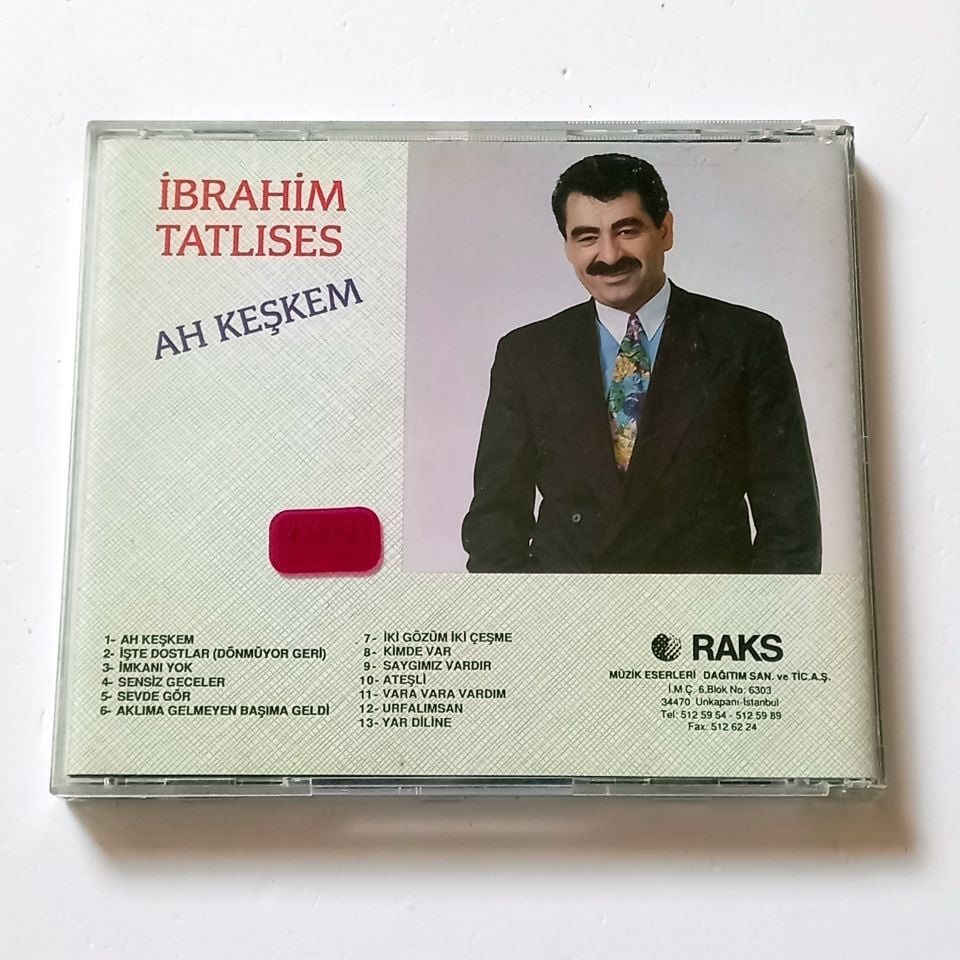 İBRAHİM
TATLISES
AH KEŞKEM
1- AH KEŞKEM
2- İŞTE DOSTLAR (DÖNMÜYOR GERİ)
3- İMKANI YOK
4- SENSİZ GECELER
5- SEVDE GÖR
6- AKLIMA GELMEYEN BAŞIMA GELDİ
7- İKİ GÖZÜM İKİ ÇEŞME
8- KİMDE VAR
9- SAYGIMIZ VARDIR
10- ATEŞLİ
11- VARA VARA VARDIM
12- URFALIMSAN
13- YAR DİLİNE
RAKS
MÜZİK ESERLERİ DAĞITIM SAN. ve TİC.A.Ş.
İ.M.Ç. 6.Blok No: 6303
34470 Unkapanı-İstanbul
Tel: 512 59 54 - 512 59 89
Fax: 512 62 24